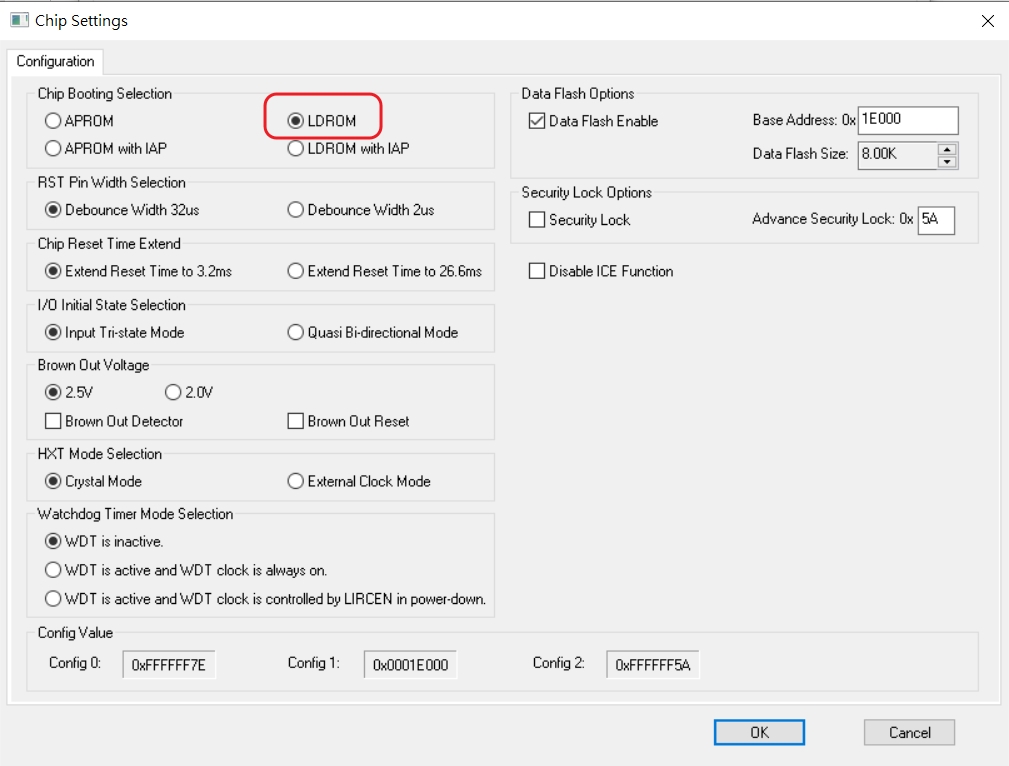 Chip Settings
Configuration
Chip Booting Selection
APROM
LDROM
APROM with IAP
LDROM with IAP
RST Pin Width Selection
Debounce Width 32us
Debounce Width 2us
Chip Reset Time Extend
Extend Reset Time to 3.2ms
Extend Reset Time to 26.6ms
I/O Initial State Selection
Input Tri-state Mode
Quasi Bi-directional Mode
Brown Out Voltage
2.5V
2.0V
Brown Out Detector
Brown Out Reset
HXT Mode Selection
Crystal Mode
External Clock Mode
Watchdog Timer Mode Selection
WDT is inactive.
WDT is active and WDT clock is always on.
WDT is active and WDT clock is controlled by LIRCEN in power-down.
Data Flash Options
Data Flash Enable
Base Address: 0x 1E000
Data Flash Size: 8.00K
Security Lock Options
Security Lock
Advance Security Lock: 0x 5A
Disable ICE Function
Config Value
Config 0: 0xFFFFFF7E
Config 1: 0x0001E000
Config 2: 0xFFFFFF5A
OK
Cancel